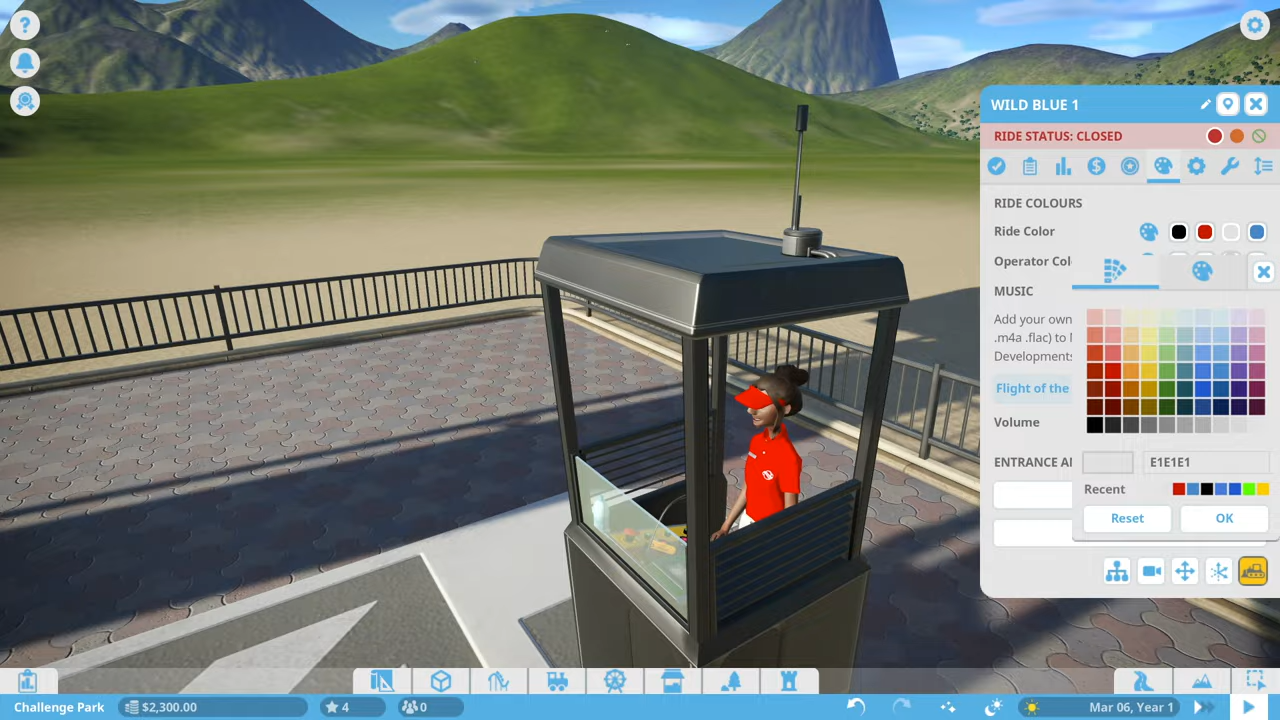 WILD BLUE 1
RIDE STATUS: CLOSED
RIDE COLOURS
Ride Color
Operator Col
MUSIC
Add your own
.m4a .flac) to
Developments
Flight of the
Volume
ENTRANCE A
E1E1E1
Recent
Reset
OK
Challenge Park
$2,300.00
4
0
Mar 06, Year 1